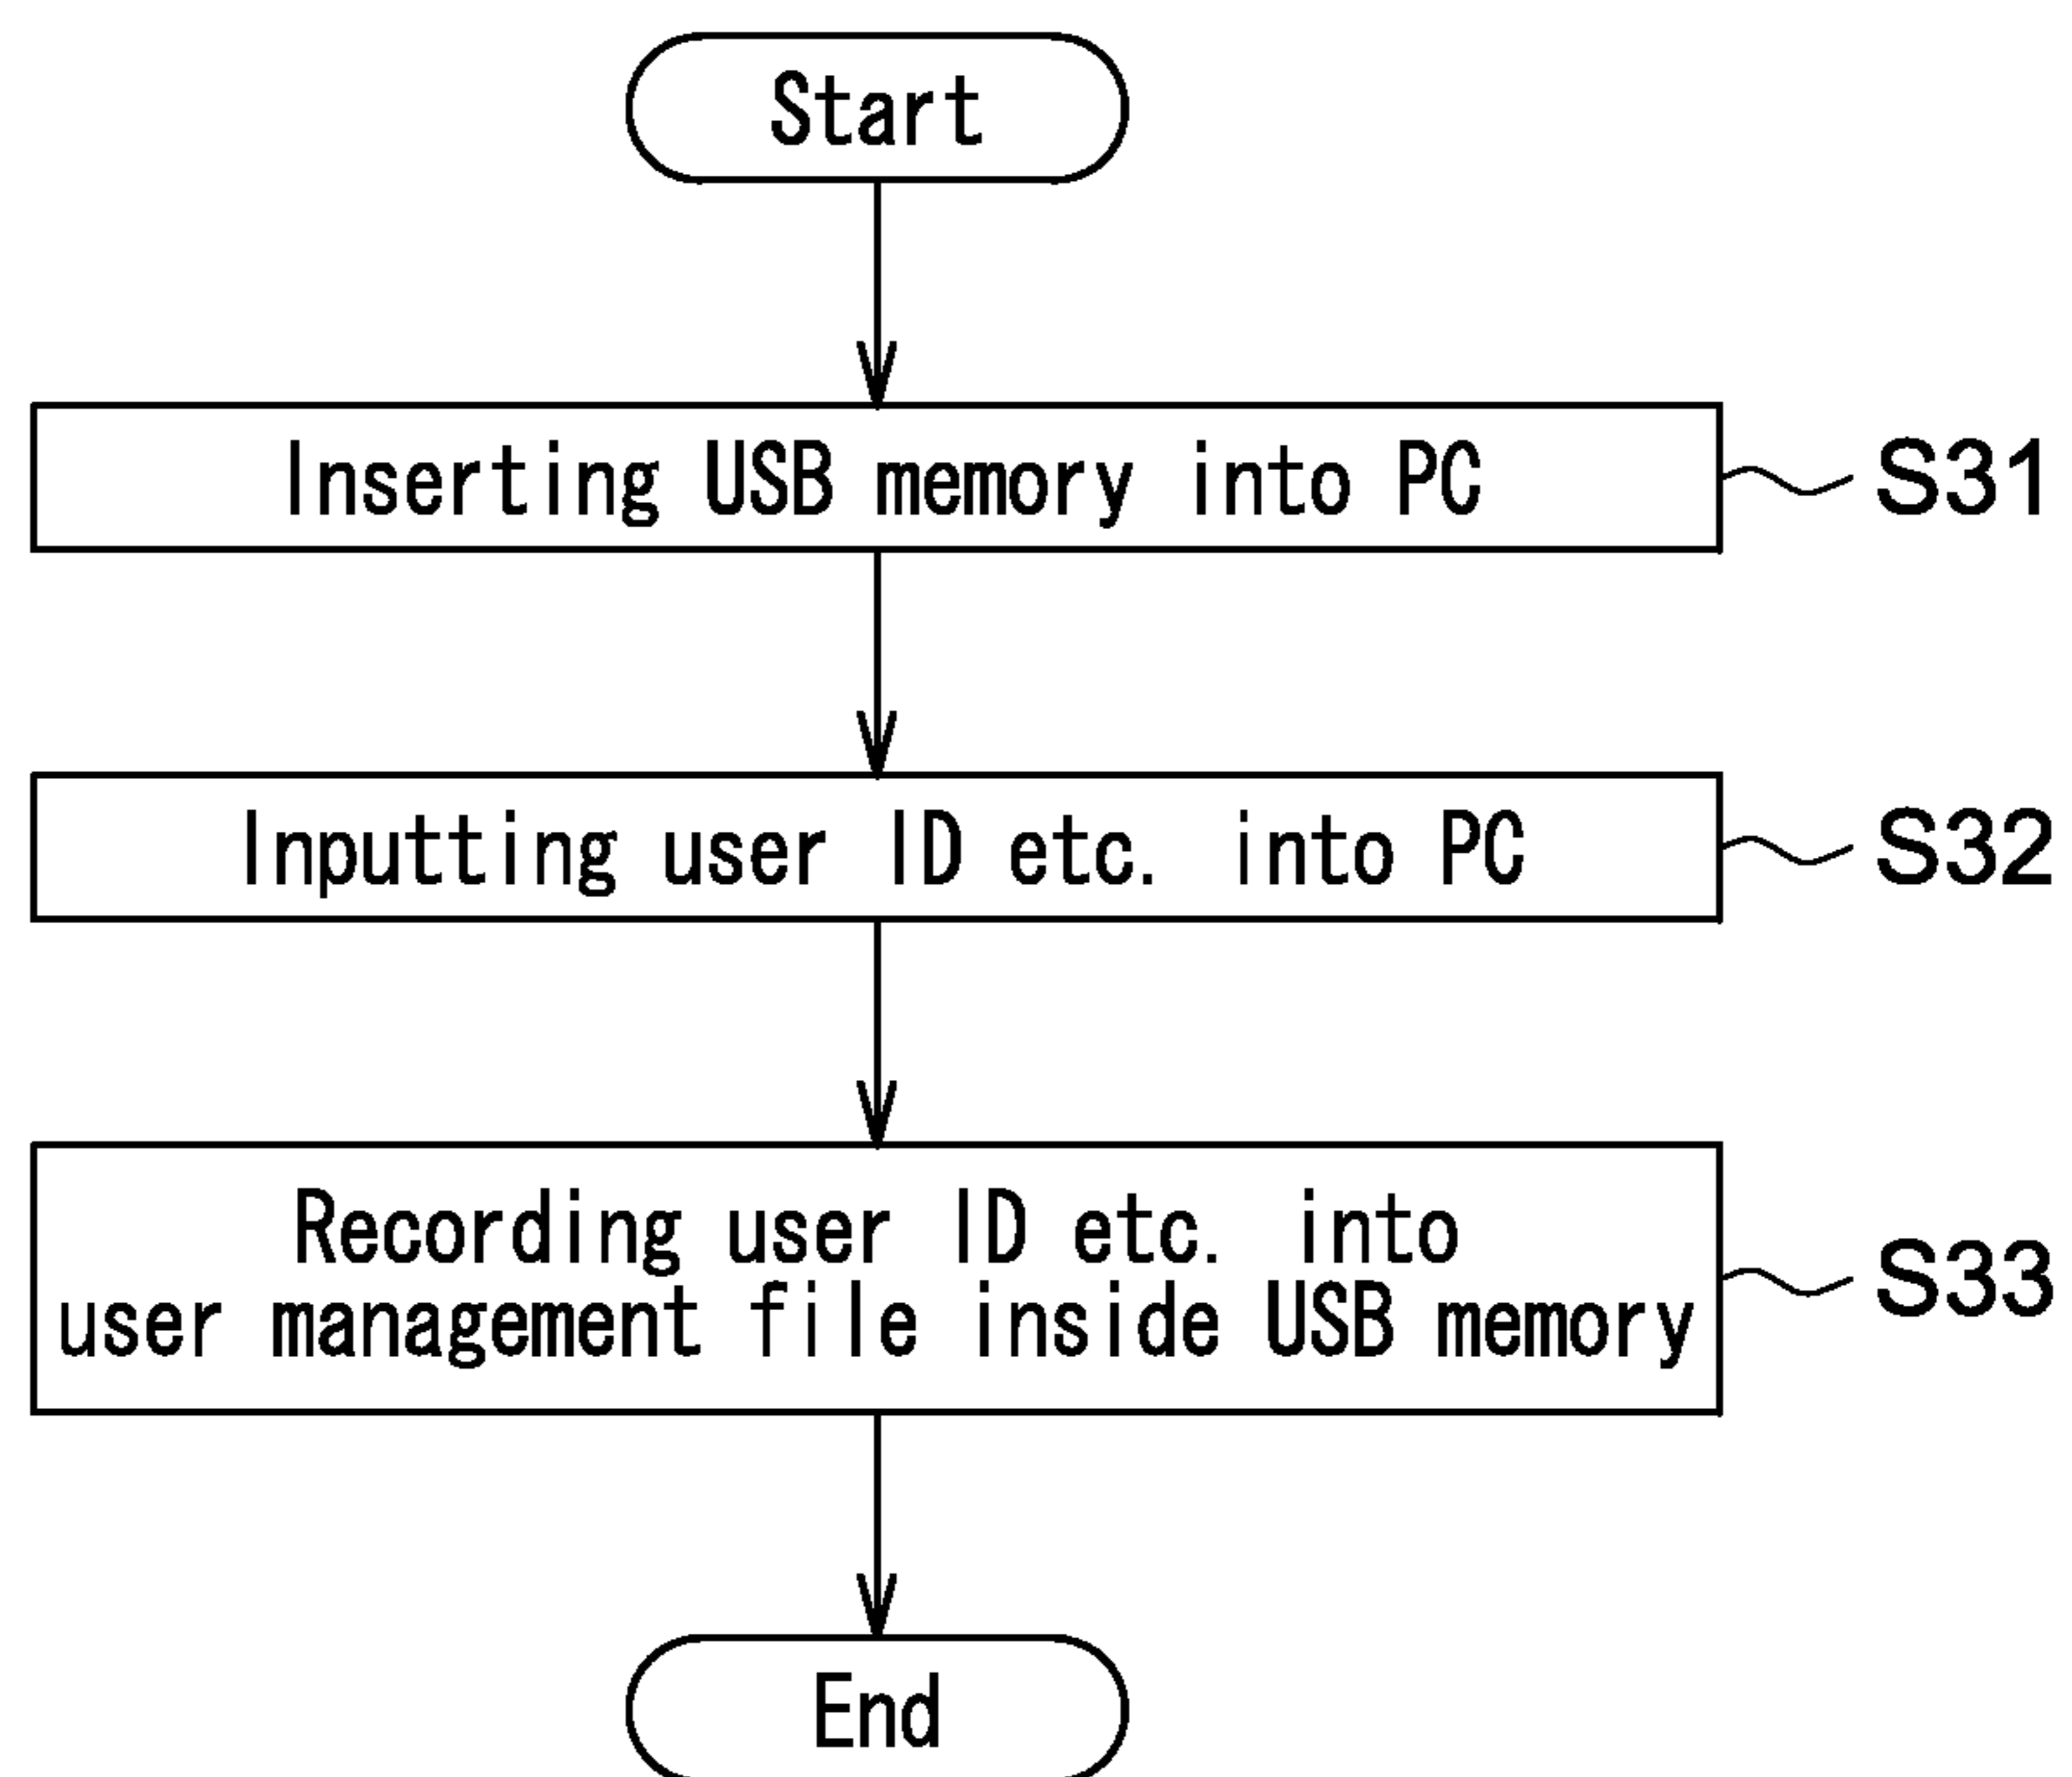 Start
Inserting USB memory into PC
S31
Inputting user ID etc. into PC
S32
Recording user ID etc. into
user management file inside USB memory
S33
End